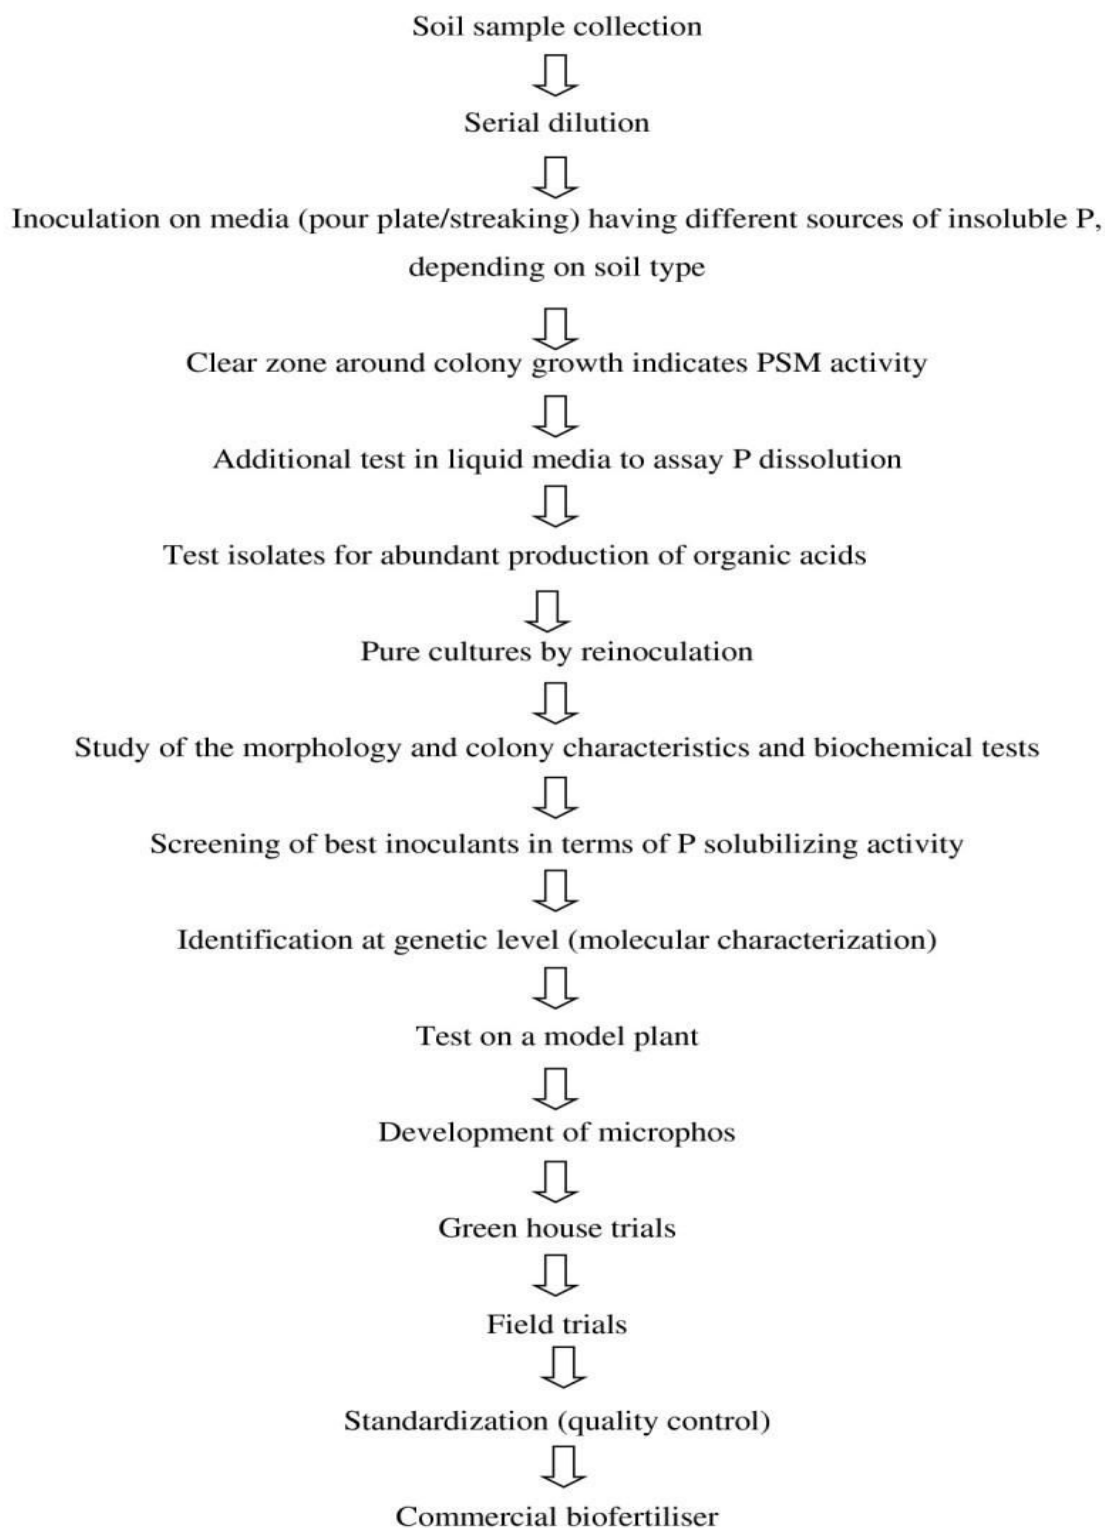 Soil sample collection
Serial dilution
Inoculation on media (pour plate/streaking) having different sources of insoluble P,
depending on soil type
Clear zone around colony growth indicates PSM activity
Additional test in liquid media to assay P dissolution
Test isolates for abundant production of organic acids
Pure cultures by reinoculation
Study of the morphology and colony characteristics and biochemical tests
Screening of best inoculants in terms of P solubilizing activity
Identification at genetic level (molecular characterization)
Test on a model plant
Development of microphos
Green house trials
Field trials
Standardization (quality control)
Commercial biofertiliser